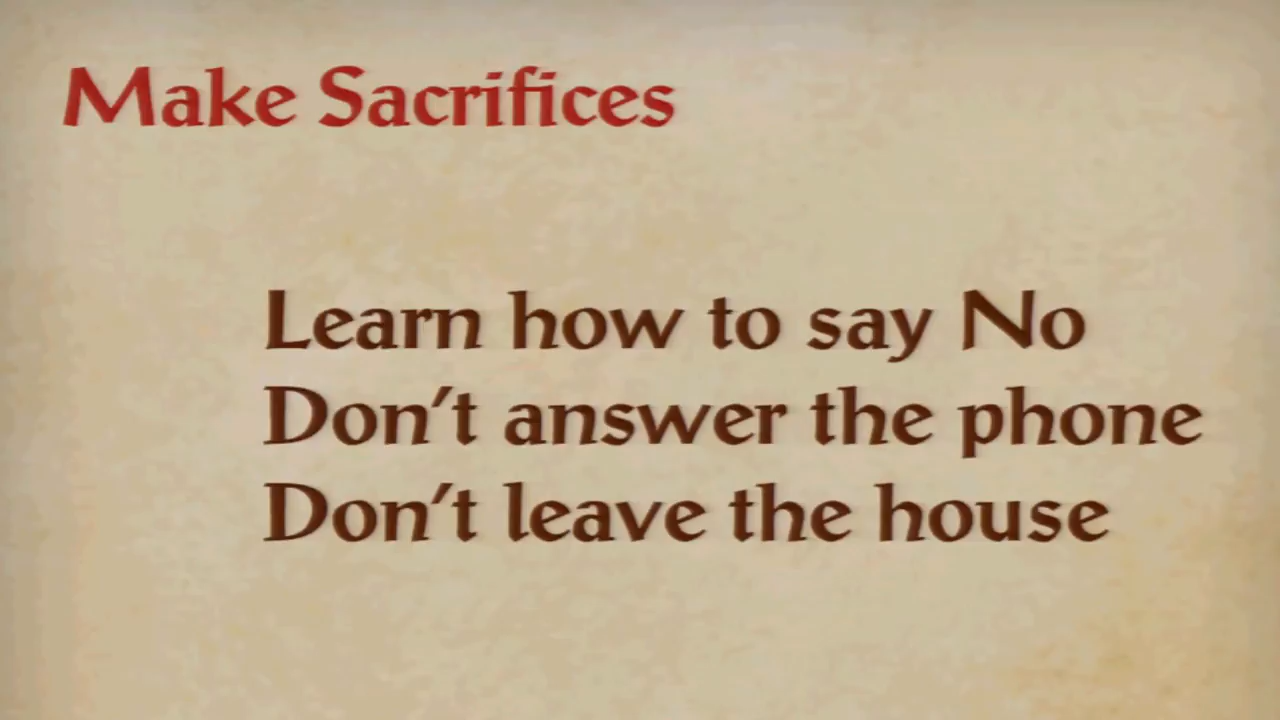 Make Sacrifices
Learn how to say No
Don't answer the phone
Don't leave the house